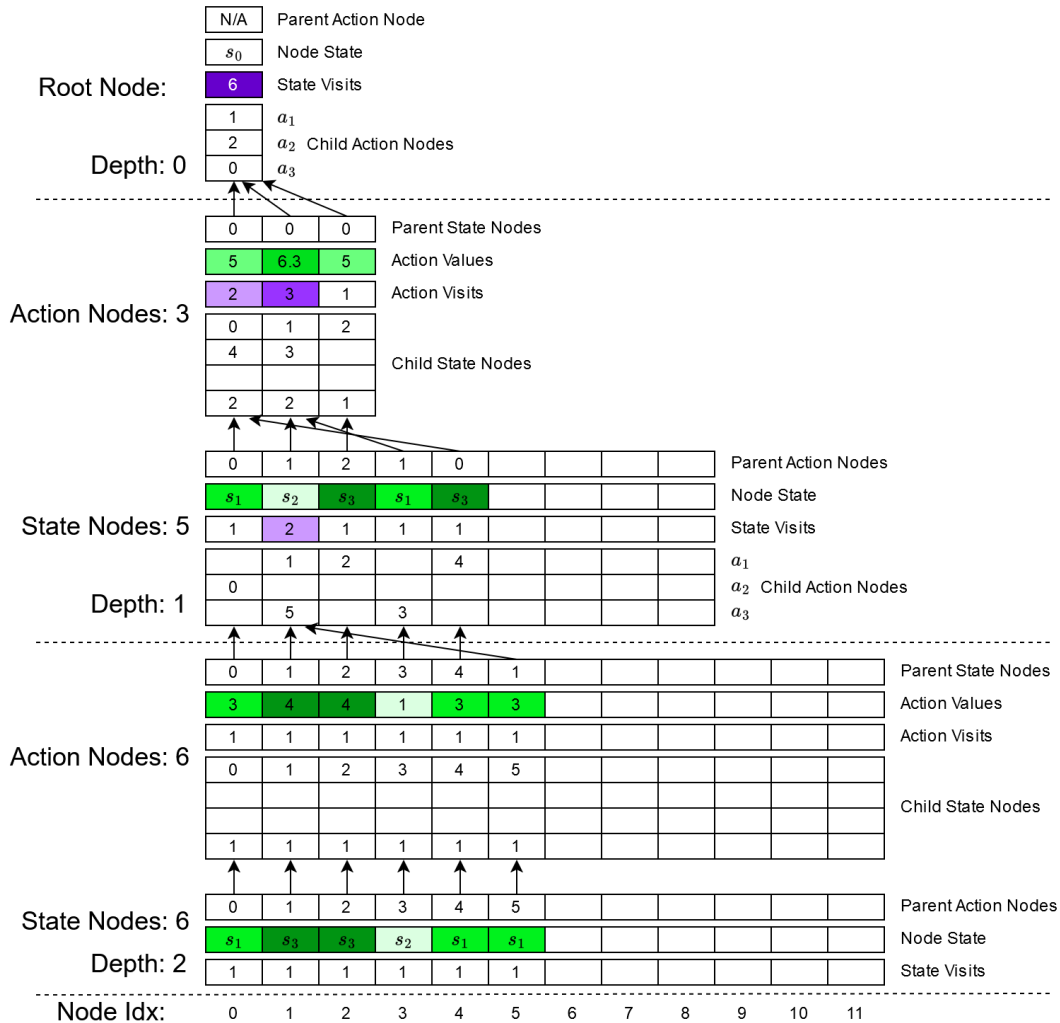 N/A Parent Action Node
s₀ Node State
Root Node: 6 State Visits
1 a₁
2 a₂ Child Action Nodes
Depth: 0 0 a₃
0 0 0 Parent State Nodes
5 6.3 5 Action Values
Action Nodes: 3 2 3 1 Action Visits
0 1 2
4 3 Child State Nodes
2 2 1
0 1 2 1 0 Parent Action Nodes
s₁ s₂ s₃ s₁ s₃ Node State
State Nodes: 5 1 2 1 1 1 State Visits
1 2 4 a₁
0 a₂ Child Action Nodes
Depth: 1 5 3 a₃
0 1 2 3 4 1 Parent State Nodes
3 4 4 1 3 3 Action Values
Action Nodes: 6 1 1 1 1 1 1 Action Visits
0 1 2 3 4 5
Child State Nodes
1 1 1 1 1 1
State Nodes: 6 0 1 2 3 4 5 Parent Action Nodes
s₁ s₃ s₃ s₂ s₁ s₁ Node State
Depth: 2 1 1 1 1 1 1 State Visits
Node Idx: 0 1 2 3 4 5 6 7 8 9 10 11